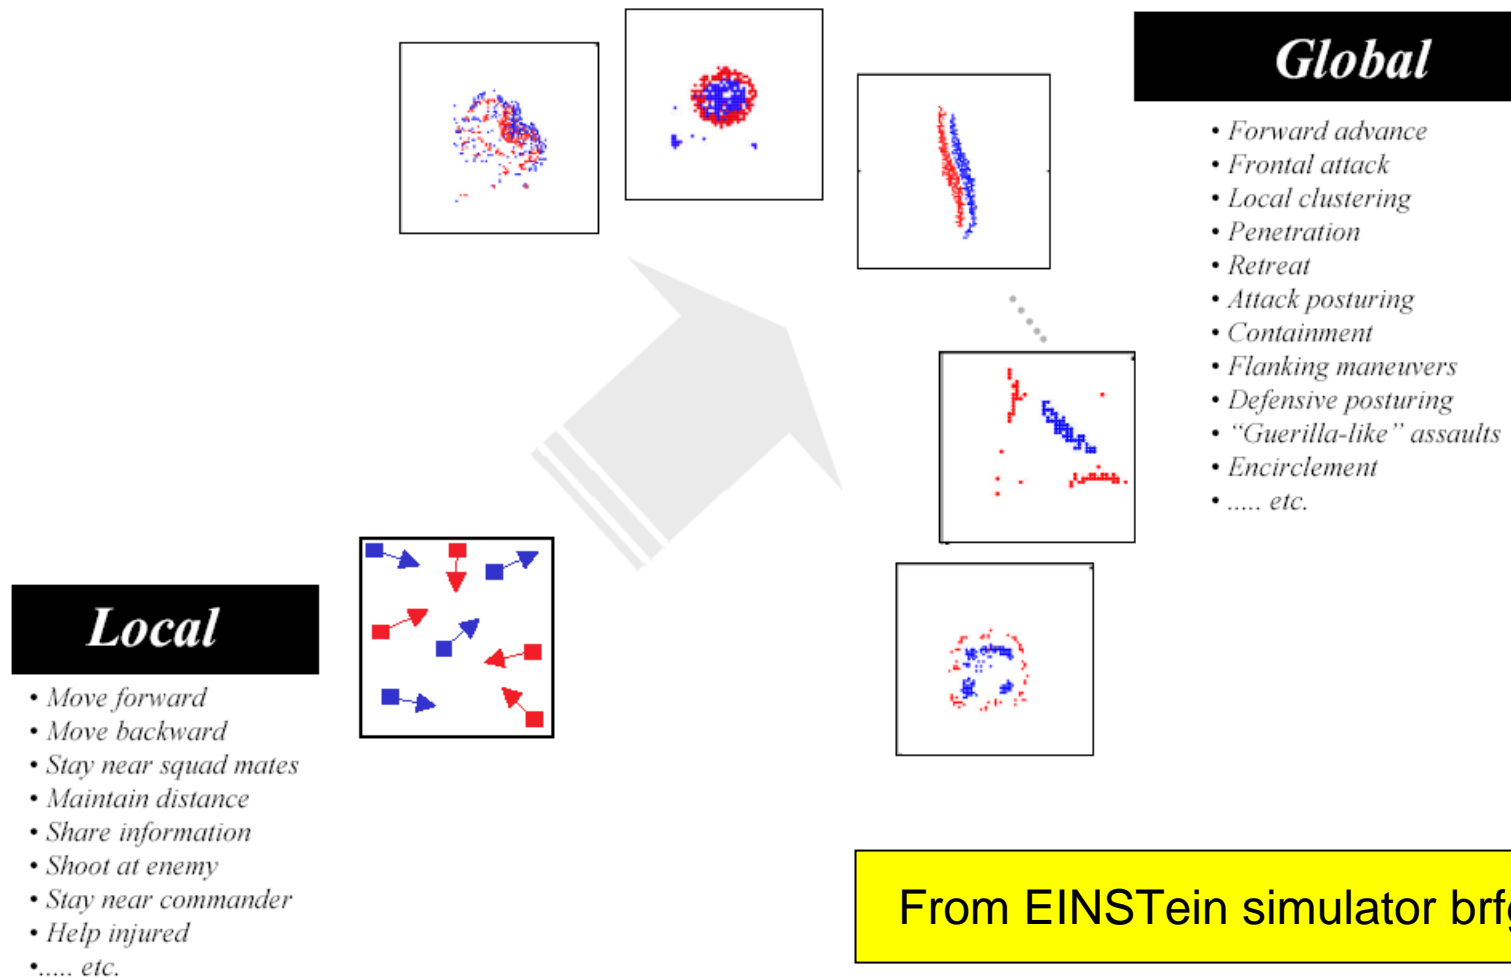 Global
• Forward advance
• Frontal attack
• Local clustering
• Penetration
• Retreat
• Attack posturing
• Containment
• Flanking maneuvers
• Defensive posturing
• “Guerilla-like” assaults
• Encirclement
• ..... etc.
Local
• Move forward
• Move backward
• Stay near squad mates
• Maintain distance
• Share information
• Shoot at enemy
• Stay near commander
• Help injured
•..... etc.
From EINSTein simulator brfg